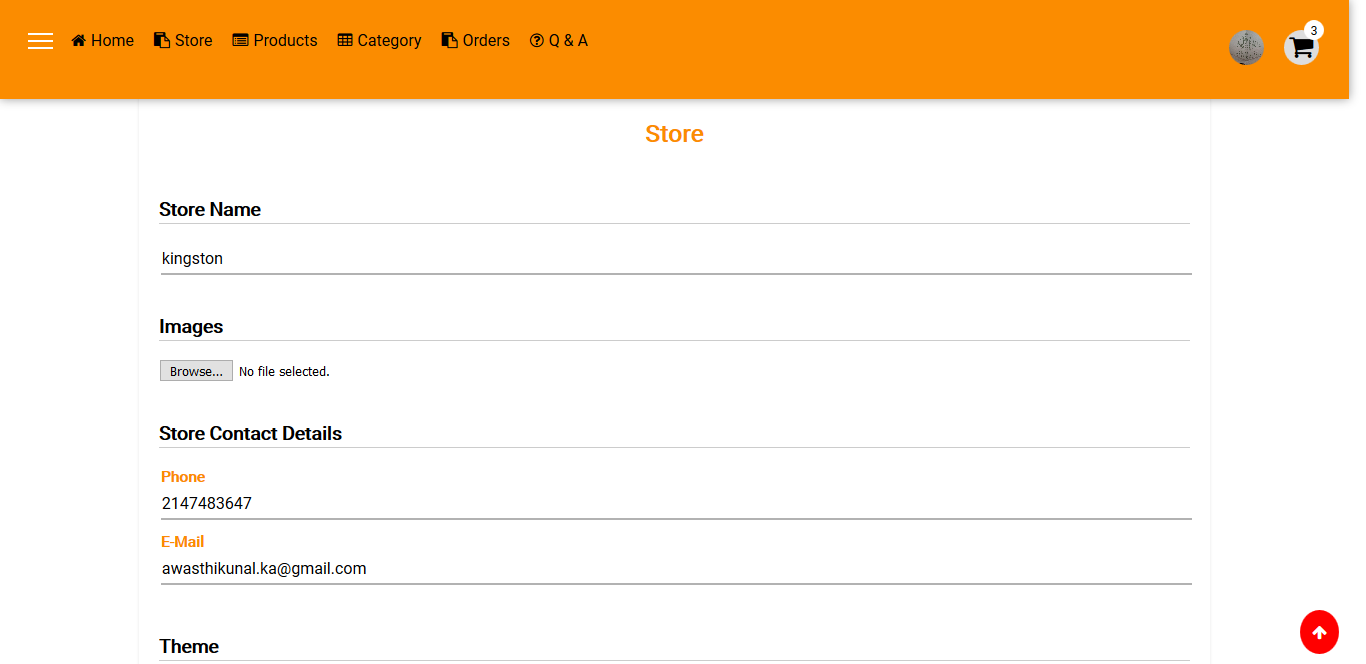 Home Store Products Category Orders Q & A 3
Store
Store Name
kingston
Images
Browse... No file selected.
Store Contact Details
Phone
2147483647
E-Mail
awasthikunal.ka@gmail.com
Theme